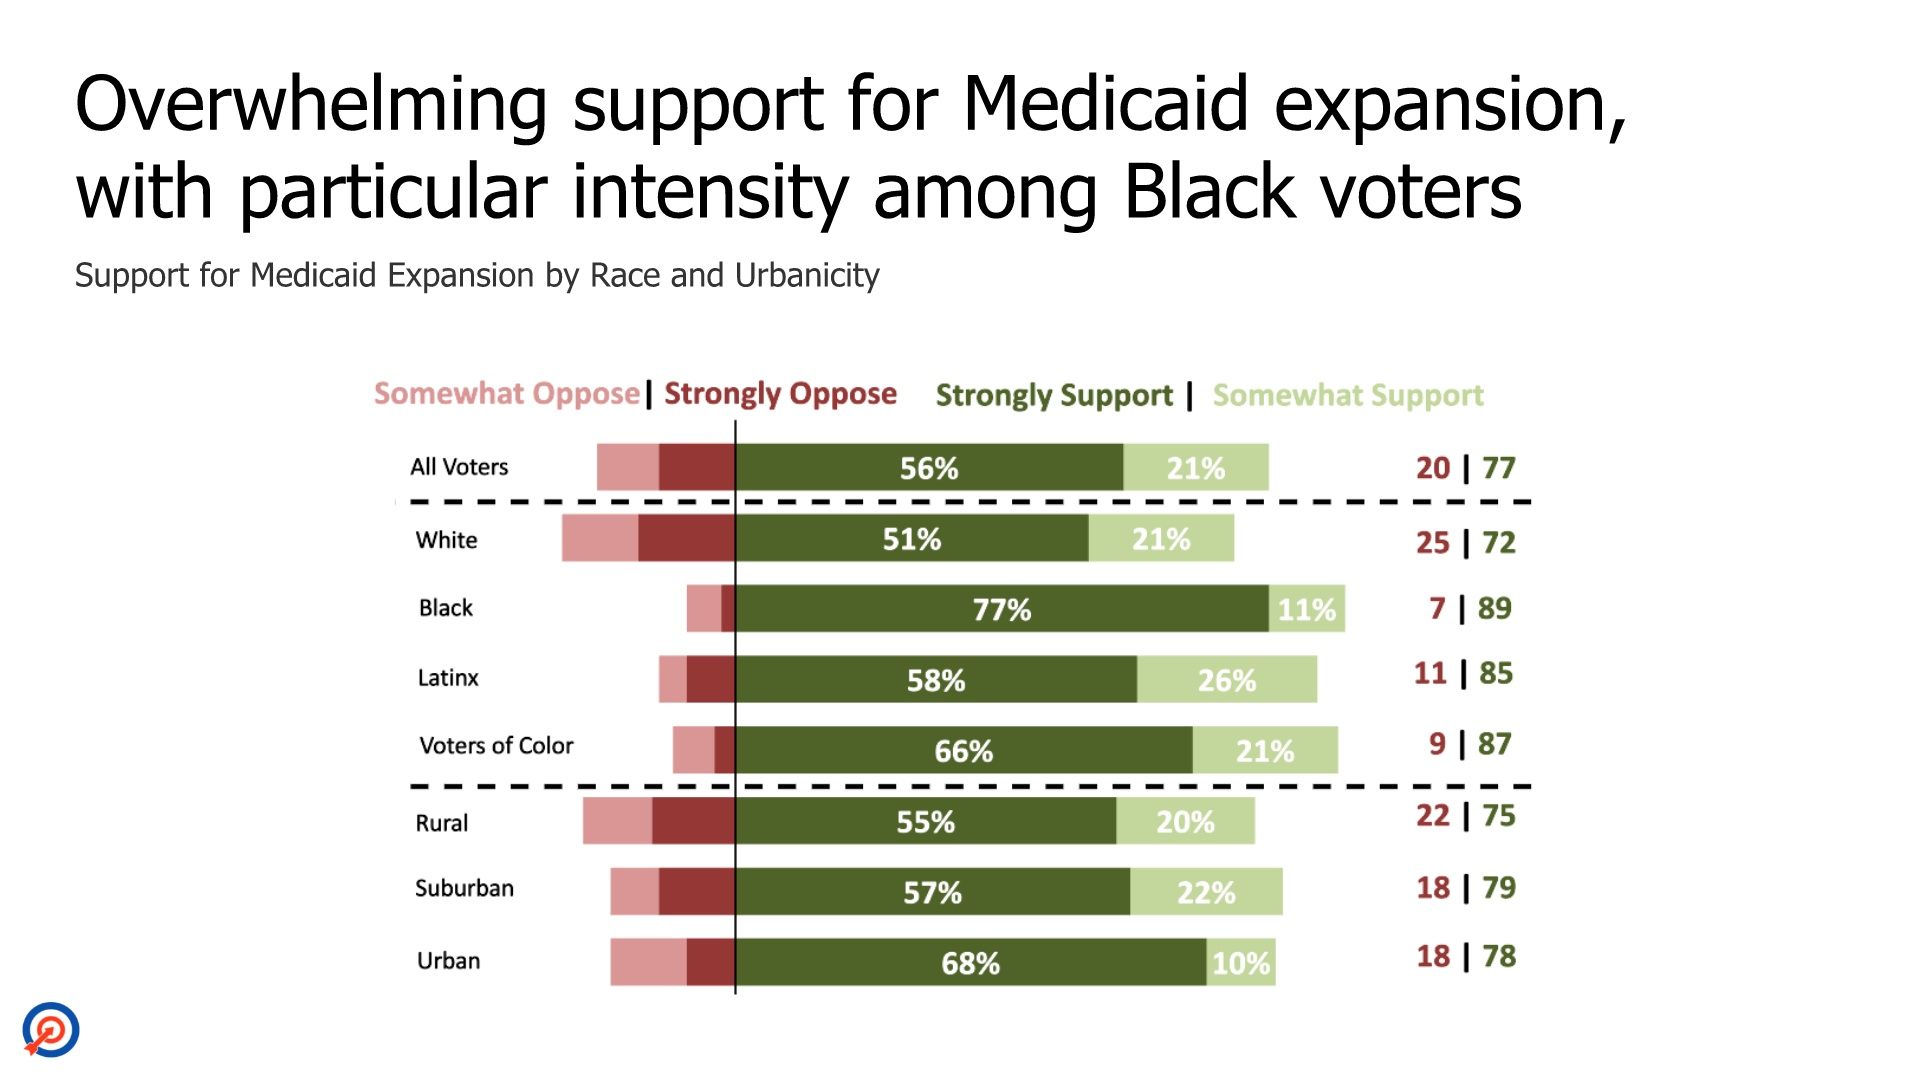 Overwhelming support for Medicaid expansion,
with particular intensity among Black voters
Support for Medicaid Expansion by Race and Urbanicity
Somewhat Oppose | Strongly Oppose Strongly Support | Somewhat Support
All Voters 56% 21% 20 | 77
White 51% 21% 25 | 72
Black 77% 11% 7 | 89
Latinx 58% 26% 11 | 85
Voters of Color 66% 21% 9 | 87
Rural 55% 20% 22 | 75
Suburban 57% 22% 18 | 79
Urban 68% 10% 18 | 78